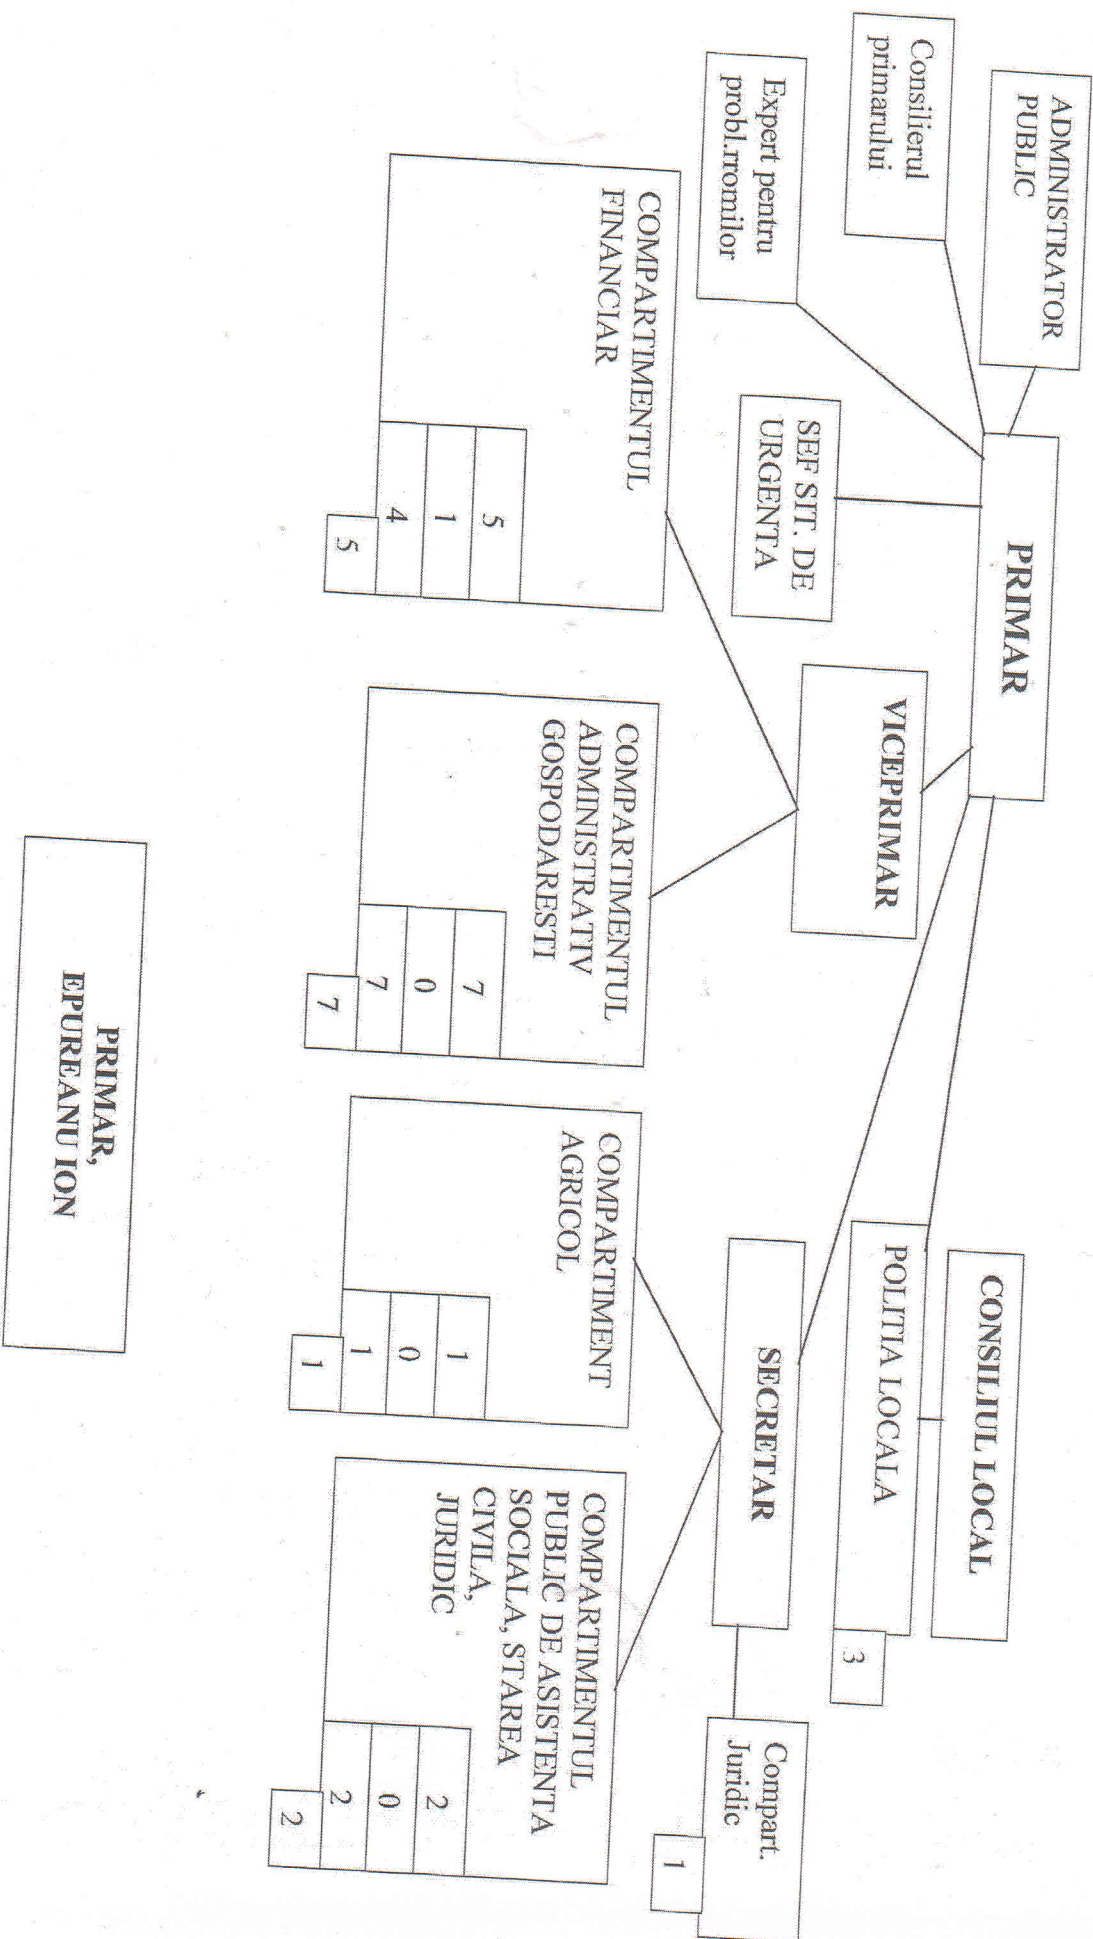 ADMINISTRATOR
PUBLIC
Consilierul
primarului
Expert pentru
probl.rromilor
PRIMAR
SEF SIT. DE
URGENTA
VICEPRIMAR
CONSILIUL LOCAL
POLITIA LOCALA
3
SECRETAR
Compart.
Juridic
1
COMPARTIMENTUL
FINANCIAR
5
1
4
5
COMPARTIMENTUL
ADMINISTRATIV
GOSPODARESTI
7
0
7
7
COMPARTIMENT
AGRICOL
1
0
1
1
COMPARTIMENTUL
PUBLIC DE ASISTENTA
SOCIALA, STAREA
CIVILA,
JURIDIC
2
0
2
2
PRIMAR,
EPUREANU ION